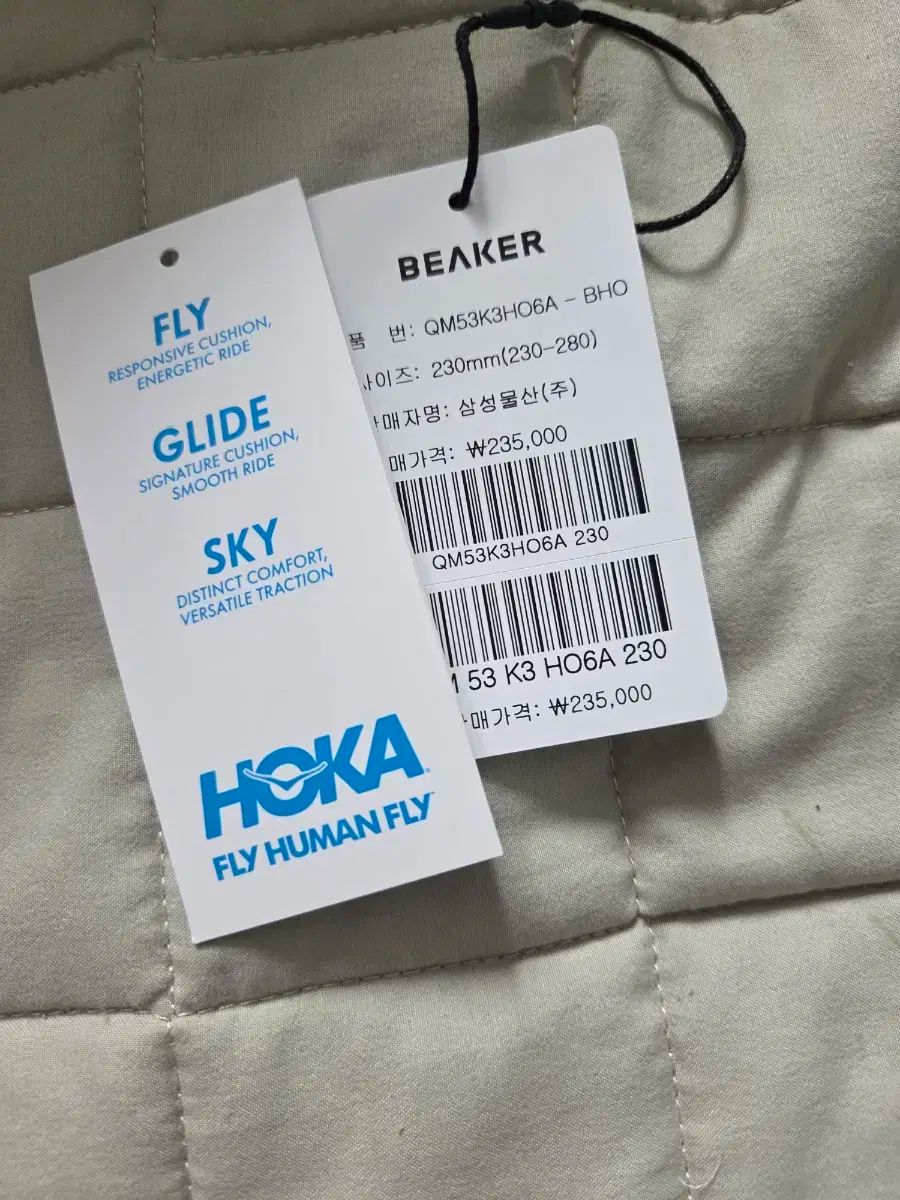 FLY
RESPONSIVE CUSHION,
ENERGETIC RIDE
GLIDE
SIGNATURE CUSHION,
SMOOTH RIDE
SKY
DISTINCT COMFORT,
VERSATILE TRACTION
HOKA
FLY HUMAN FLY
BEAKER
품 번: QM53K3HO6A - BHO
사이즈: 230mm(230-280)
매자명: 삼성물산(주)
매가격: ₩235,000
QM53K3HO6A 230
53 K3 HO6A 230
매가격: ₩235,000